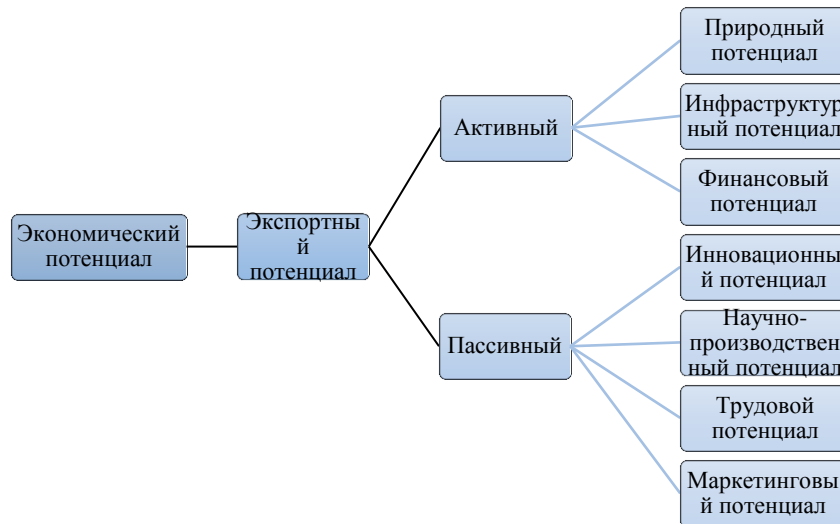 Экономический
потенциал
Экспортны
й
потенциал
Активный
Природный
потенциал
Инфраструктур
ный потенциал
Финансовый
потенциал
Пассивный
Инновационны
й потенциал
Научно-
производствен
ный потенциал
Трудовой
потенциал
Маркетинговы
й потенциал